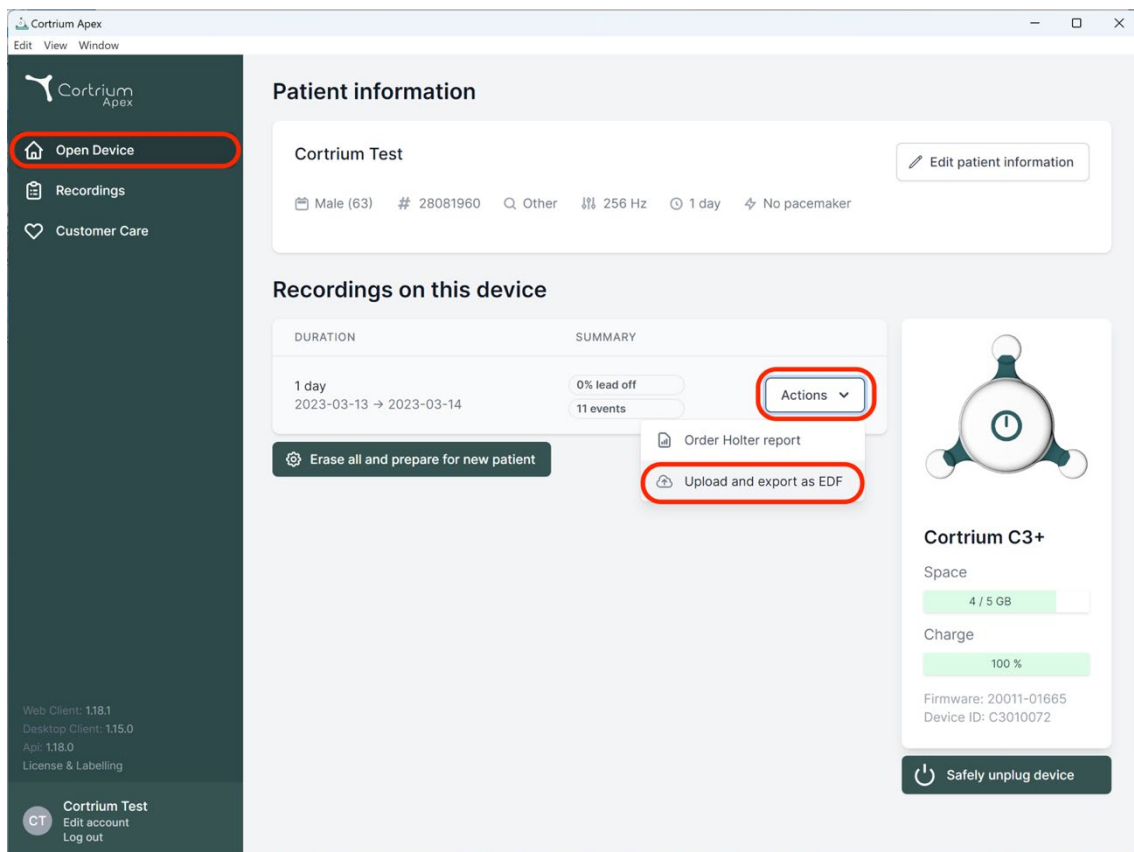 Cortrium Apex
Edit View Window
Cortrium
Apex
Open Device
Recordings
Customer Care
Web Client: 1.18.1
Desktop Client: 1.15.0
Api: 1.18.0
License & Labelling
CT
Cortrium Test
Edit account
Log out
Patient information
Cortrium Test
Edit patient information
Male (63) # 28081960 Other 256 Hz 1 day No pacemaker
Recordings on this device
DURATION SUMMARY
1 day
2023-03-13 → 2023-03-14
0% lead off
11 events
Actions
Order Holter report
Upload and export as EDF
Erase all and prepare for new patient
Cortrium C3+
Space
4 / 5 GB
Charge
100 %
Firmware: 20011-01665
Device ID: C3010072
Safely unplug device